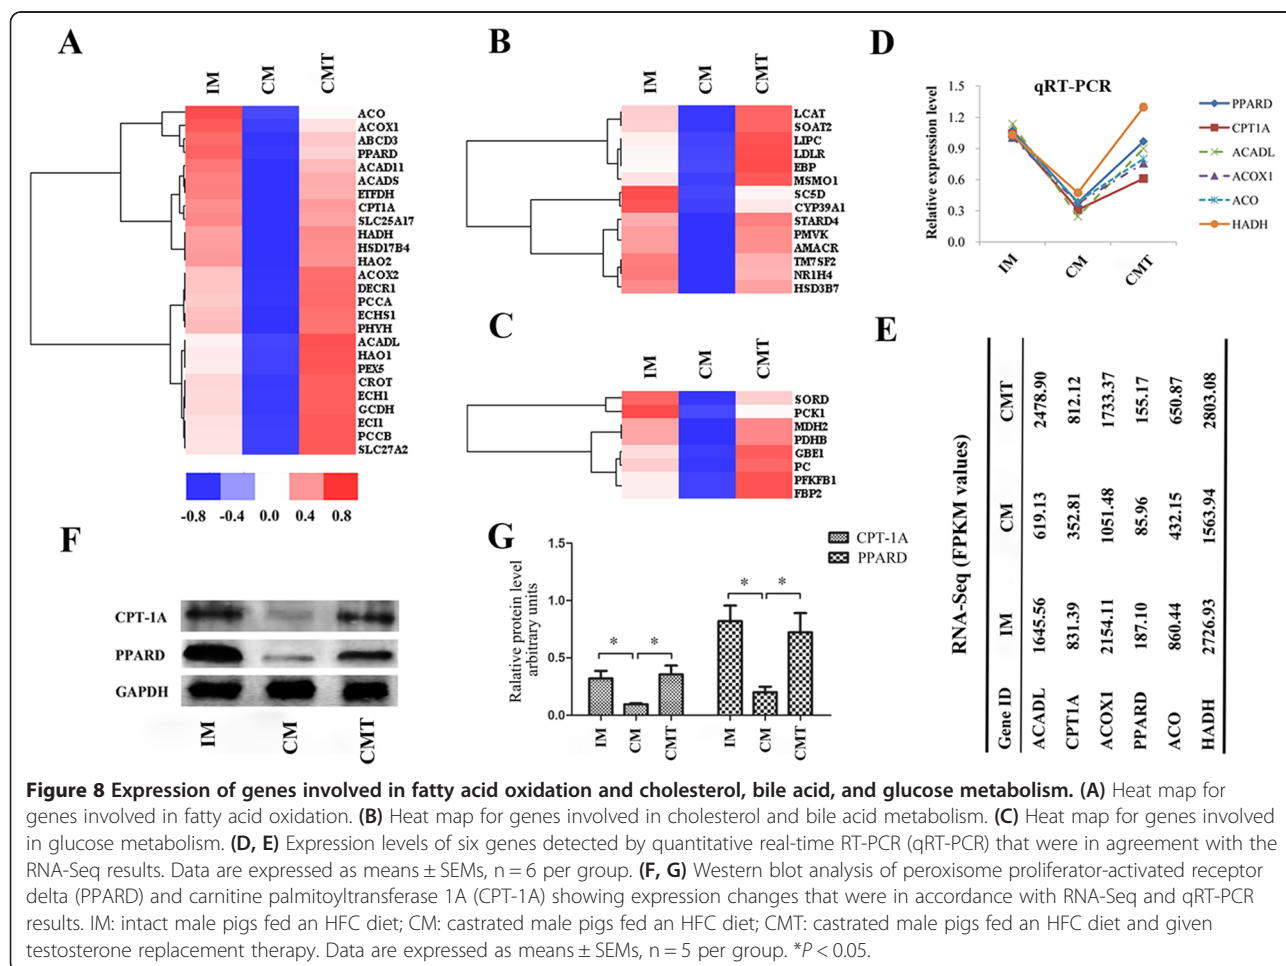 A
IM
CM
CMT
ACO
ACOX1
ABCD3
PPARD
ACAD11
ACADS
ETFDH
CPT1A
SLC25A17
HADH
HSD17B4
HAO2
ACOX2
DECR1
PCCA
ECHS1
PHYH
ACADL
HAO1
PEX5
CROT
ECH1
GCDH
ECI1
PCCB
SLC27A2
-0.8 -0.4 0.0 0.4 0.8
B
IM
CM
CMT
LCAT
SOAT2
LIPC
LDLR
EBP
MSMO1
SC5D
CYP39A1
STARD4
PMVK
AMACR
TM7SF2
NR1H4
HSD3B7
C
IM
CM
CMT
SORD
PCK1
MDH2
PDHB
GBE1
PC
PFKFB1
FBP2
D
qRT-PCR
Relative expression level
1.5
1.2
0.9
0.6
0.3
0.0
IM
CM
CMT
PPARD
CPT1A
ACADL
ACOX1
ACO
HADH
E
RNA-Seq (FPKM values)
Gene ID IM CM CMT
ACADL 1645.56 619.13 2478.90
CPT1A 831.39 352.81 812.12
ACOX1 2154.11 1051.48 1733.37
PPARD 187.10 85.96 155.17
ACO 860.44 432.15 650.87
HADH 2726.93 1563.94 2803.08
F
CPT-1A
PPARD
GAPDH
IM
CM
CMT
G
Ralative protein level
arbitrary units
1.5
1.0
0.5
0.0
CPT-1A
PPARD
* *
* *
IM
CM
CMT
IM
CM
CMT
Figure 8 Expression of genes involved in fatty acid oxidation and cholesterol, bile acid, and glucose metabolism. (A) Heat map for
genes involved in fatty acid oxidation. (B) Heat map for genes involved in cholesterol and bile acid metabolism. (C) Heat map for genes involved
in glucose metabolism. (D, E) Expression levels of six genes detected by quantitative real-time RT-PCR (qRT-PCR) that were in agreement with the
RNA-Seq results. Data are expressed as means ± SEMs, n = 6 per group. (F, G) Western blot analysis of peroxisome proliferator-activated receptor
delta (PPARD) and carnitine palmitoyltransferase 1A (CPT-1A) showing expression changes that were in accordance with RNA-Seq and qRT-PCR
results. IM: intact male pigs fed an HFC diet; CM: castrated male pigs fed an HFC diet; CMT: castrated male pigs fed an HFC diet and given
testosterone replacement therapy. Data are expressed as means ± SEMs, n = 5 per group. *P < 0.05.